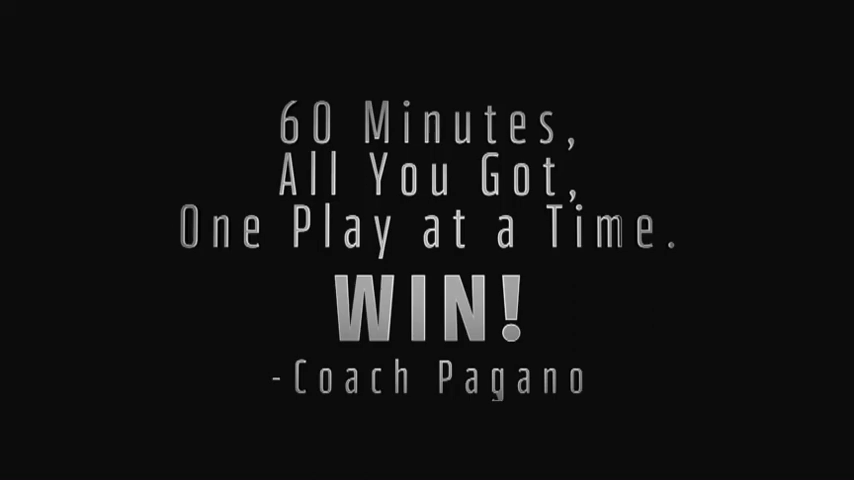 60 Minutes,
All You Got,
One Play at a Time.
WIN!
-Coach Pagano